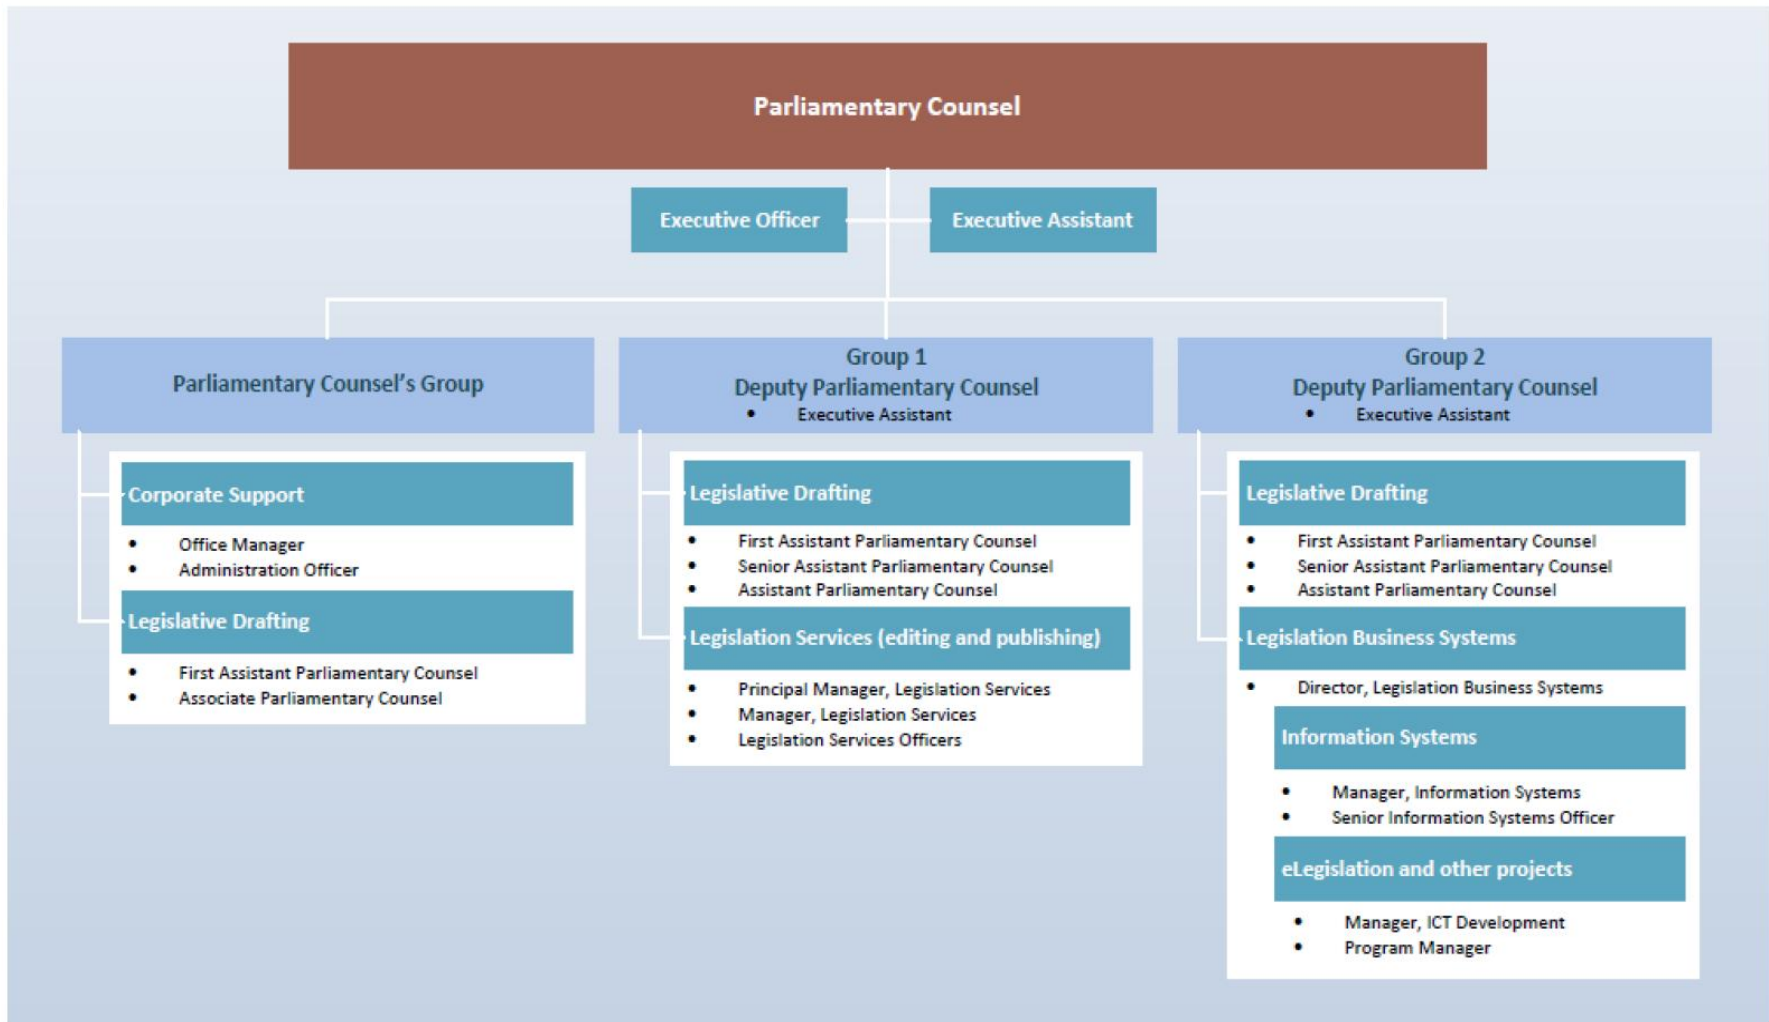 Parliamentary Counsel
Executive Officer
Executive Assistant
Parliamentary Counsel's Group
Corporate Support
• Office Manager
• Administration Officer
Legislative Drafting
• First Assistant Parliamentary Counsel
• Associate Parliamentary Counsel
Group 1
Deputy Parliamentary Counsel
• Executive Assistant
Legislative Drafting
• First Assistant Parliamentary Counsel
• Senior Assistant Parliamentary Counsel
• Assistant Parliamentary Counsel
Legislation Services (editing and publishing)
• Principal Manager, Legislation Services
• Manager, Legislation Services
• Legislation Services Officers
Group 2
Deputy Parliamentary Counsel
• Executive Assistant
Legislative Drafting
• First Assistant Parliamentary Counsel
• Senior Assistant Parliamentary Counsel
• Assistant Parliamentary Counsel
Legislation Business Systems
• Director, Legislation Business Systems
Information Systems
• Manager, Information Systems
• Senior Information Systems Officer
eLegislation and other projects
• Manager, ICT Development
• Program Manager